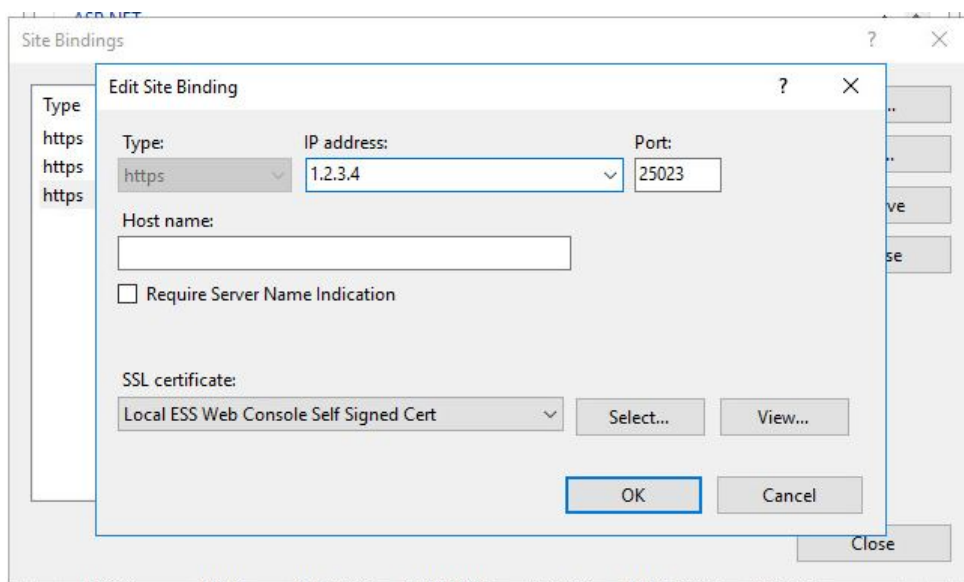 ASP.NET
Site Bindings ? ×
Edit Site Binding ? ×
Type
https
https
https
Type: IP address: Port:
https 1.2.3.4 25023
Host name:
Require Server Name Indication
SSL certificate:
Local ESS Web Console Self Signed Cert Select... View...
OK Cancel
..
..
ve
se
Close